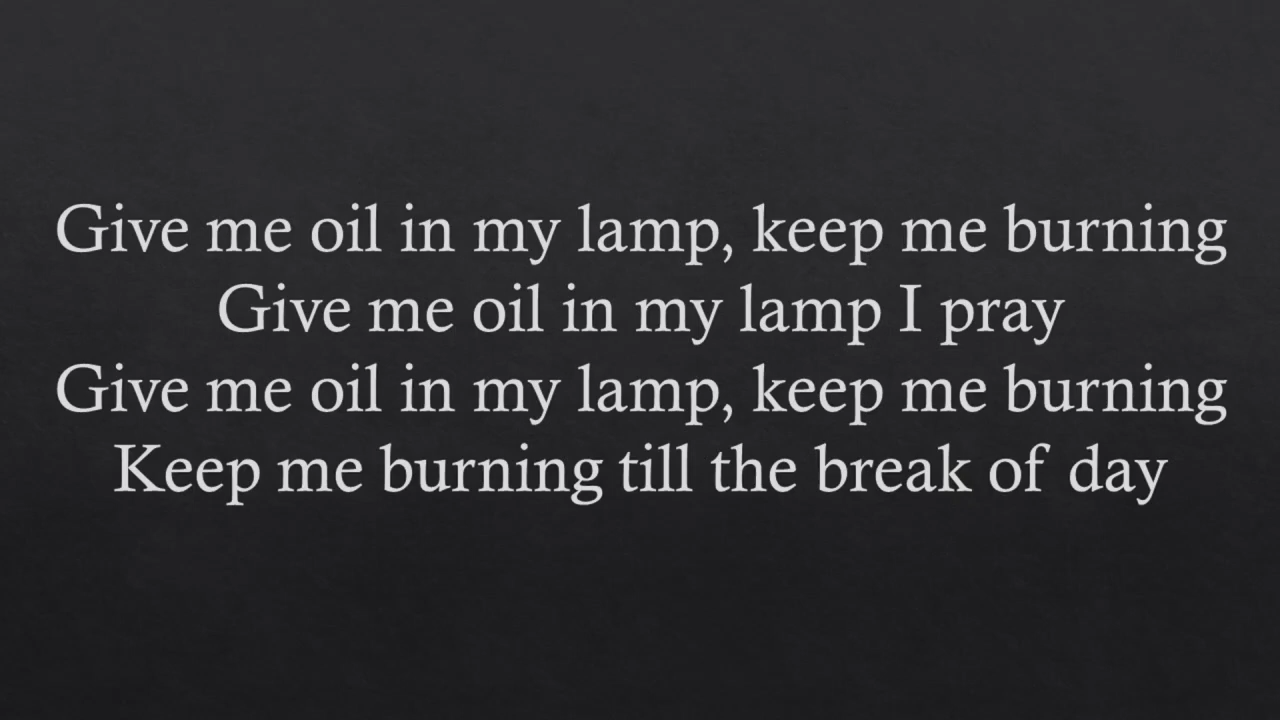 Give me oil in my lamp, keep me burning
Give me oil in my lamp I pray
Give me oil in my lamp, keep me burning
Keep me burning till the break of day